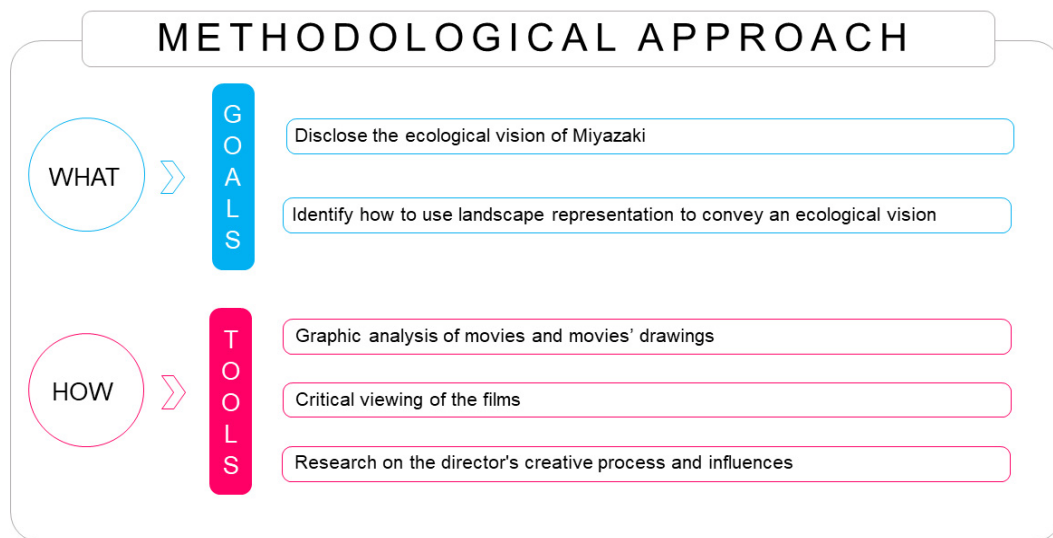 METHODOLOGICAL APPROACH
WHAT
GOALS
Disclose the ecological vision of Miyazaki
Identify how to use landscape representation to convey an ecological vision
HOW
TOOLS
Graphic analysis of movies and movies’ drawings
Critical viewing of the films
Research on the director's creative process and influences